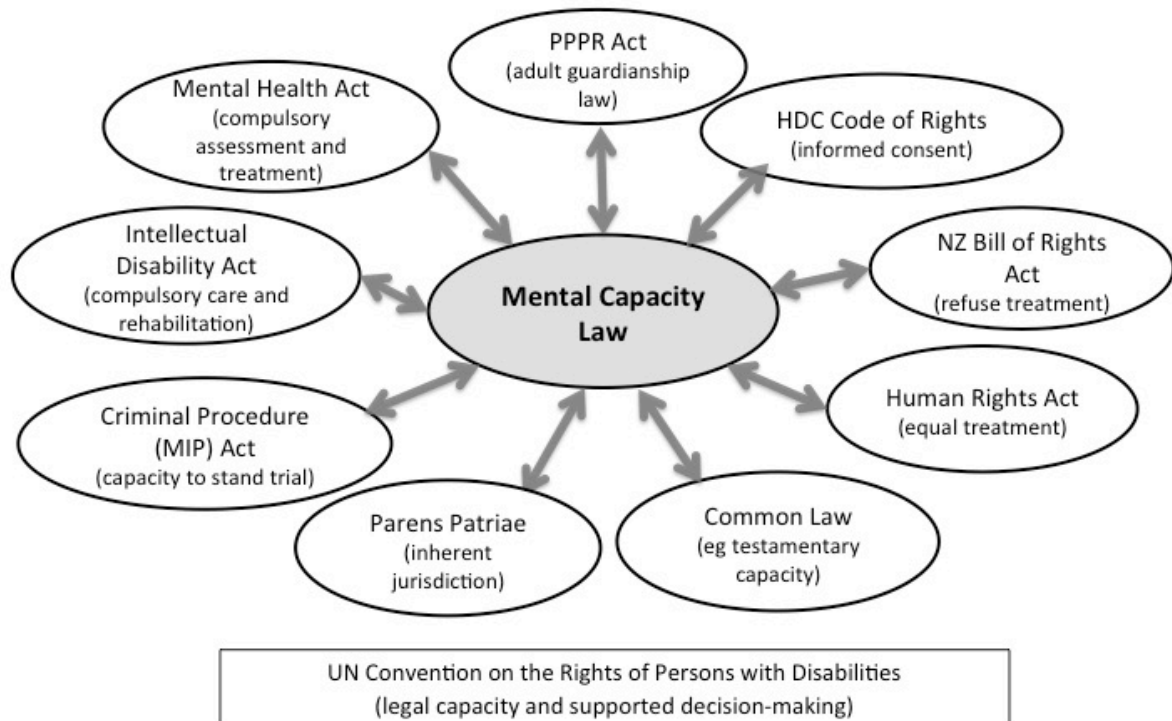 PPPR Act
(adult guardianship
law)
Mental Health Act
(compulsory
assessment and
treatment)
HDC Code of Rights
(informed consent)
Intellectual
Disability Act
(compulsory care and
rehabilitation)
NZ Bill of Rights
Act
(refuse treatment)
Mental Capacity
Law
Criminal Procedure
(MIP) Act
(capacity to stand trial)
Human Rights Act
(equal treatment)
Parens Patriae
(inherent
jurisdiction)
Common Law
(eg testamentary
capacity)
UN Convention on the Rights of Persons with Disabilities
(legal capacity and supported decision-making)